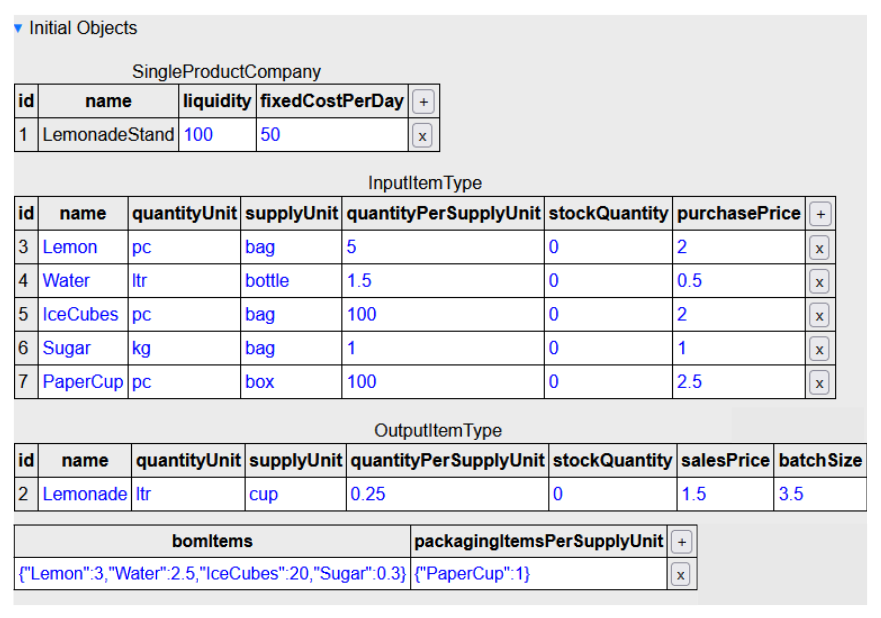 ▼ Initial Objects
SingleProductCompany
id name liquidity fixedCostPerDay +
1 LemonadeStand 100 50 x
InputItemType
id name quantityUnit supplyUnit quantityPerSupplyUnit stockQuantity purchasePrice +
3 Lemon pc bag 5 0 2 x
4 Water ltr bottle 1.5 0 0.5 x
5 IceCubes pc bag 100 0 2 x
6 Sugar kg bag 1 0 1 x
7 PaperCup pc box 100 0 2.5 x
OutputItemType
id name quantityUnit supplyUnit quantityPerSupplyUnit stockQuantity salesPrice batchSize
2 Lemonade ltr cup 0.25 0 1.5 3.5
bomItems packagingItemsPerSupplyUnit +
{"Lemon":3,"Water":2.5,"IceCubes":20,"Sugar":0.3} {"PaperCup":1} x